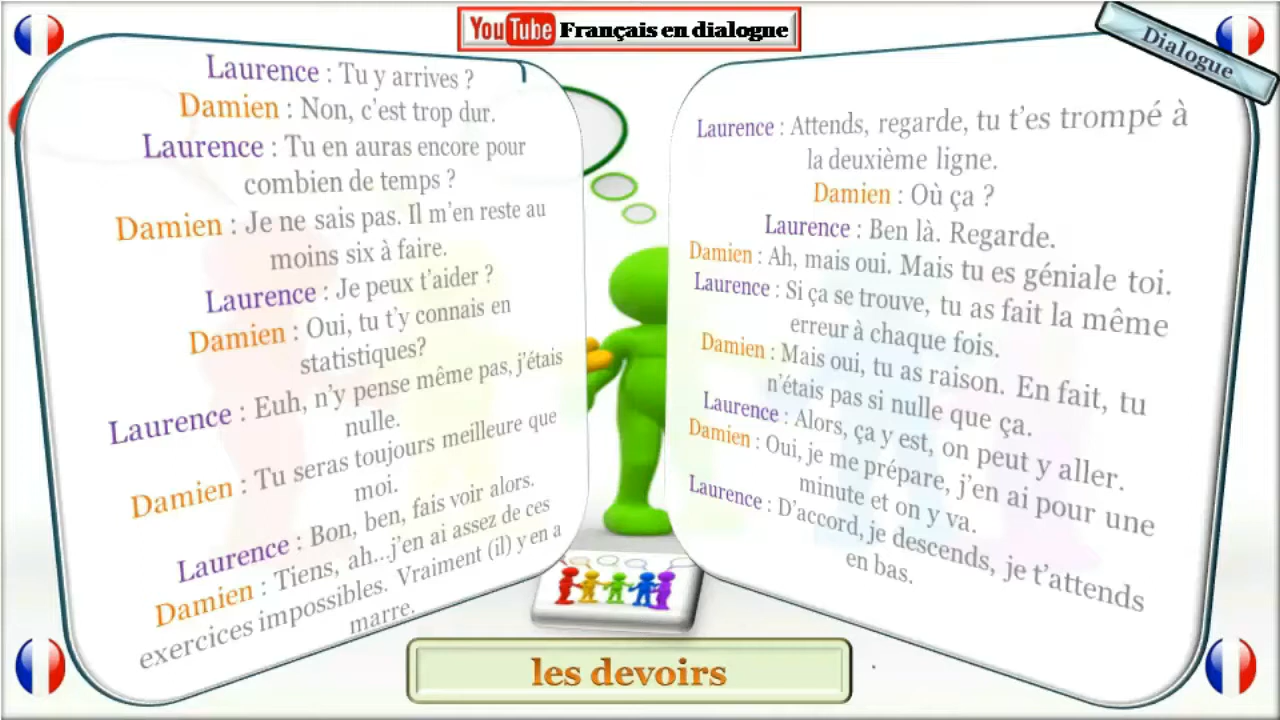 YouTube Français en dialogue
Dialogue
Laurence : Tu y arrives ?
Damien : Non, c'est trop dur.
Laurence : Tu en auras encore pour
combien de temps ?
Damien : Je ne sais pas. Il m'en reste au
moins six à faire.
Laurence : Je peux t'aider ?
Damien : Oui, tu t'y connais en
statistiques?
Laurence : Euh, n'y pense même pas, j'étais
nulle.
Damien : Tu seras toujours meilleure que
moi.
Laurence : Bon, ben, fais voir alors.
Damien : Tiens, ah...j'en ai assez de ces
exercices impossibles. Vraiment (il) y en a
marre.
Laurence : Attends, regarde, tu t'es trompé à
la deuxième ligne.
Damien : Où ça ?
Laurence : Ben là. Regarde.
Damien : Ah, mais oui. Mais tu es géniale toi.
Laurence : Si ça se trouve, tu as fait la même
erreur à chaque fois.
Damien : Mais oui, tu as raison. En fait, tu
n'étais pas si nulle que ça.
Laurence : Alors, ça y est, on peut y aller.
Damien : Oui, je me prépare, j'en ai pour une
minute et on y va.
Laurence : D'accord, je descends, je t'attends
en bas.
les devoirs